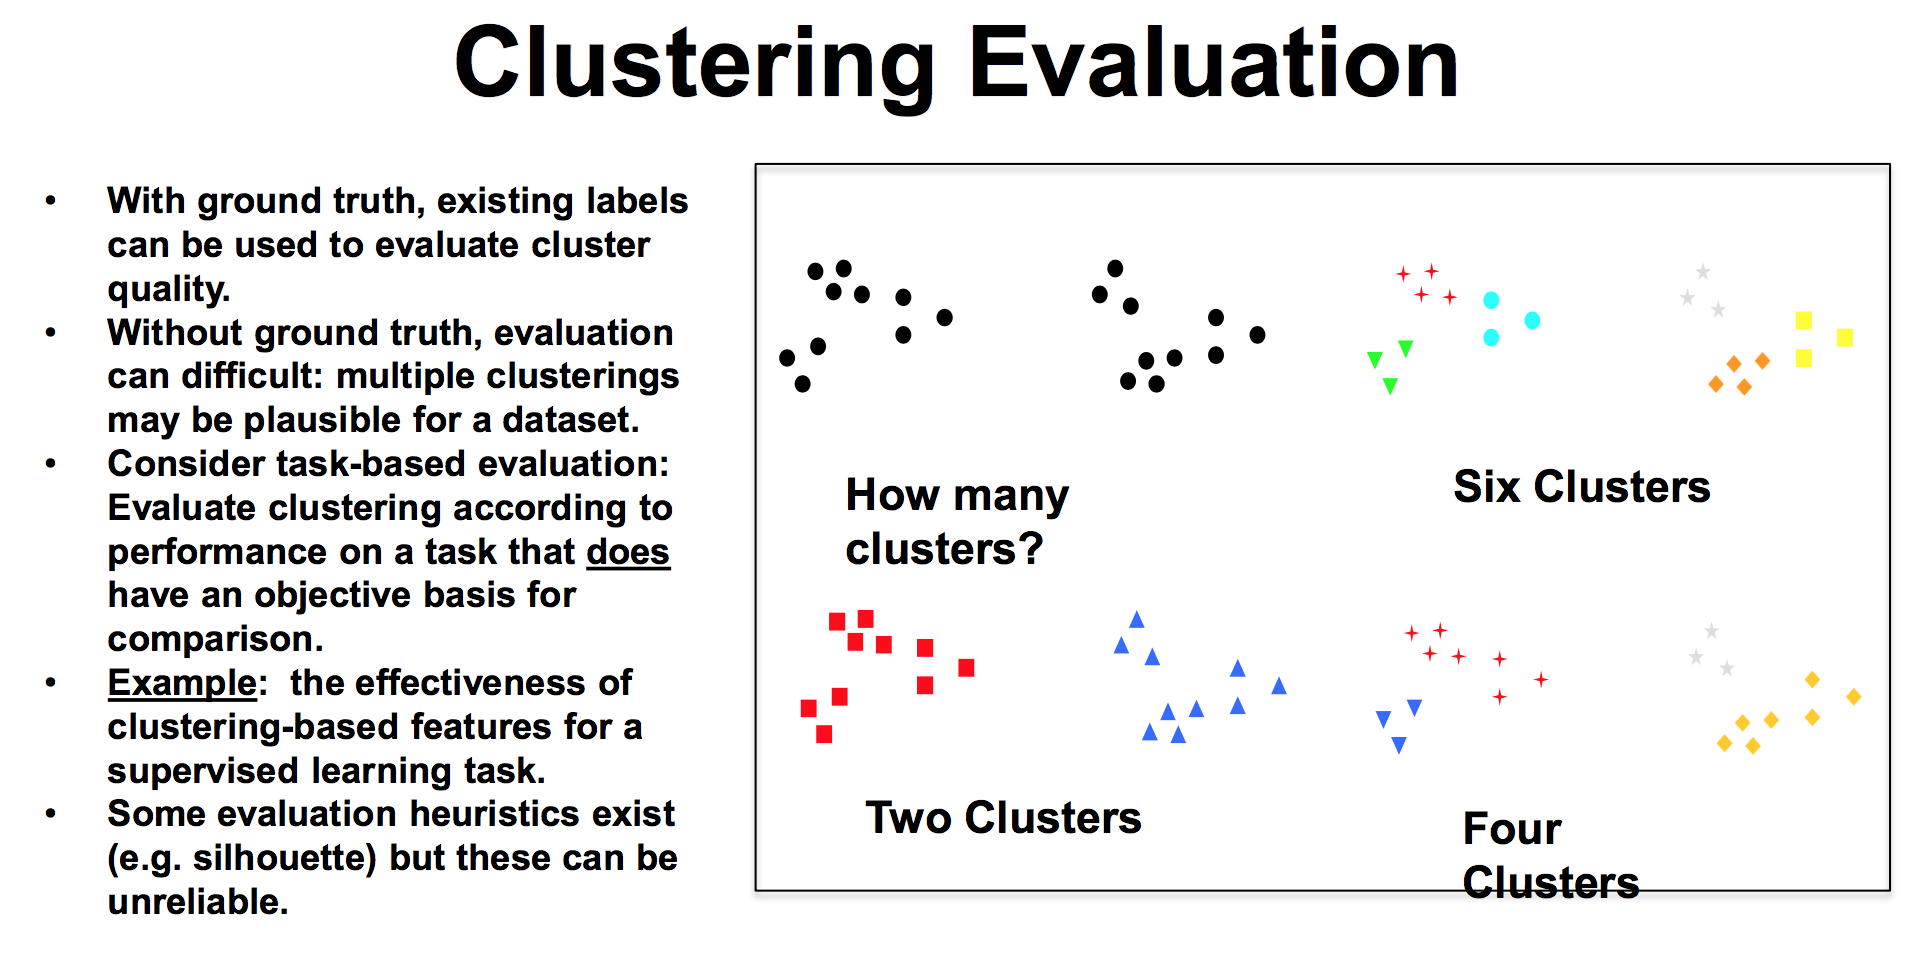 Clustering Evaluation
• With ground truth, existing labels
can be used to evaluate cluster
quality.
• Without ground truth, evaluation
can difficult: multiple clusterings
may be plausible for a dataset.
• Consider task-based evaluation:
Evaluate clustering according to
performance on a task that does
have an objective basis for
comparison.
• Example: the effectiveness of
clustering-based features for a
supervised learning task.
• Some evaluation heuristics exist
(e.g. silhouette) but these can be
unreliable.
How many
clusters?
Six Clusters
Two Clusters
Four
Clusters